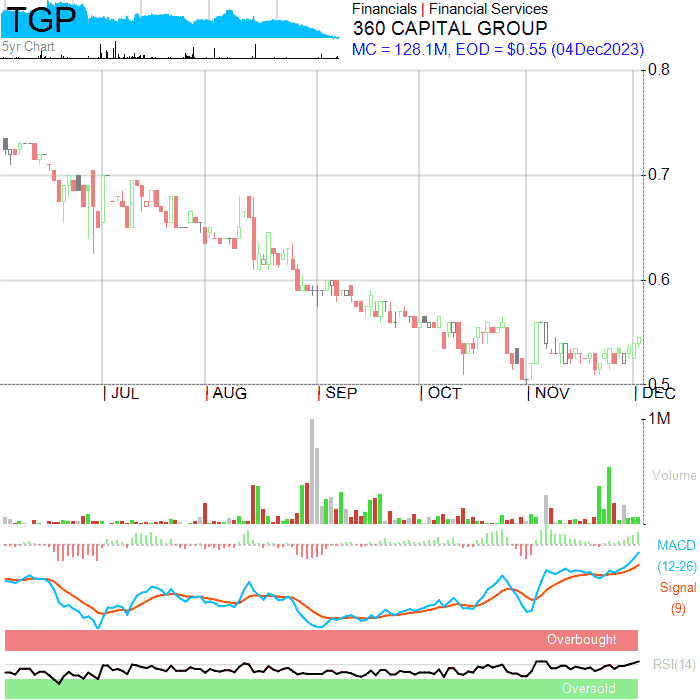 TGP
5yr Chart
Financials | Financial Services
360 CAPITAL GROUP
MC = 128.1M, EOD = $0.55 (04Dec2023)
0.8
0.7
0.6
0.5
JUL AUG SEP OCT NOV DEC
1M
Volume
MACD
(12-26)
Signal
(9)
Overbought
RSI(14)
Oversold